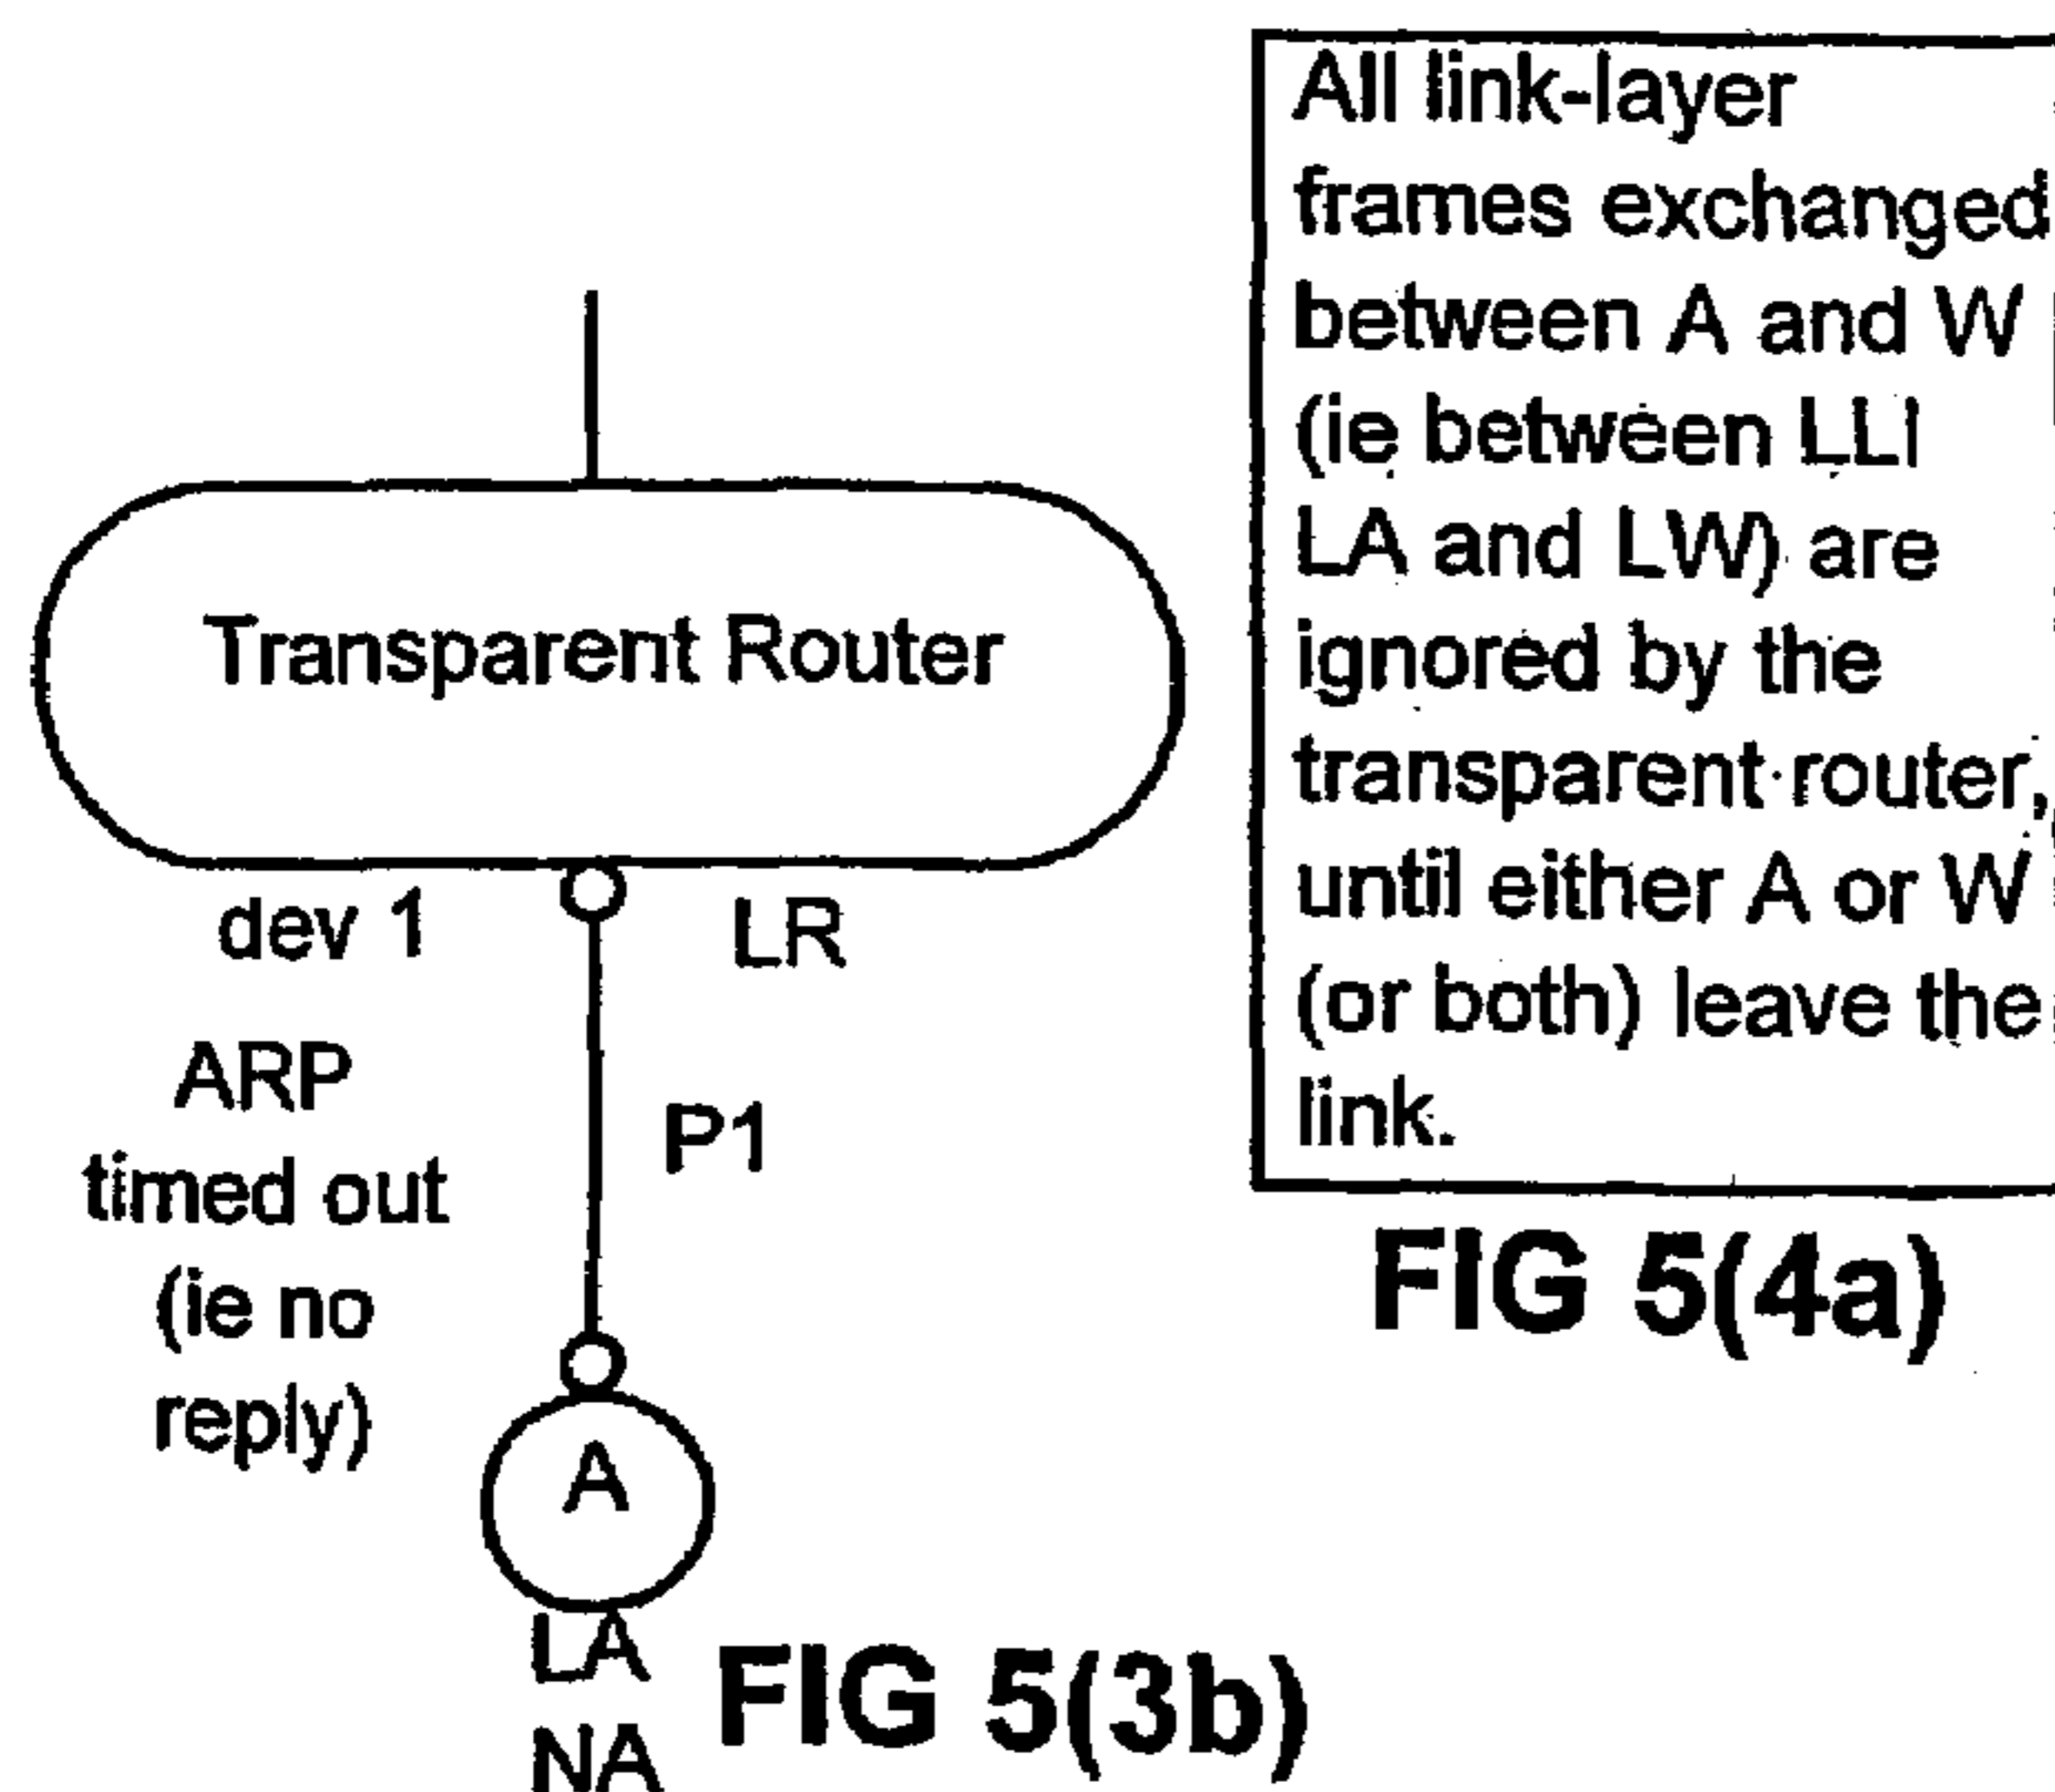 Transparent Router
dev 1
LR
ARP
timed out
(ie no
reply)
P1
A
LA
NA
FIG 5(3b)
All link-layer
frames exchanged
between A and W
(ie between LLI
LA and LW) are
ignored by the
transparent router,
until either A or W
(or both) leave the
link.
FIG 5(4a)